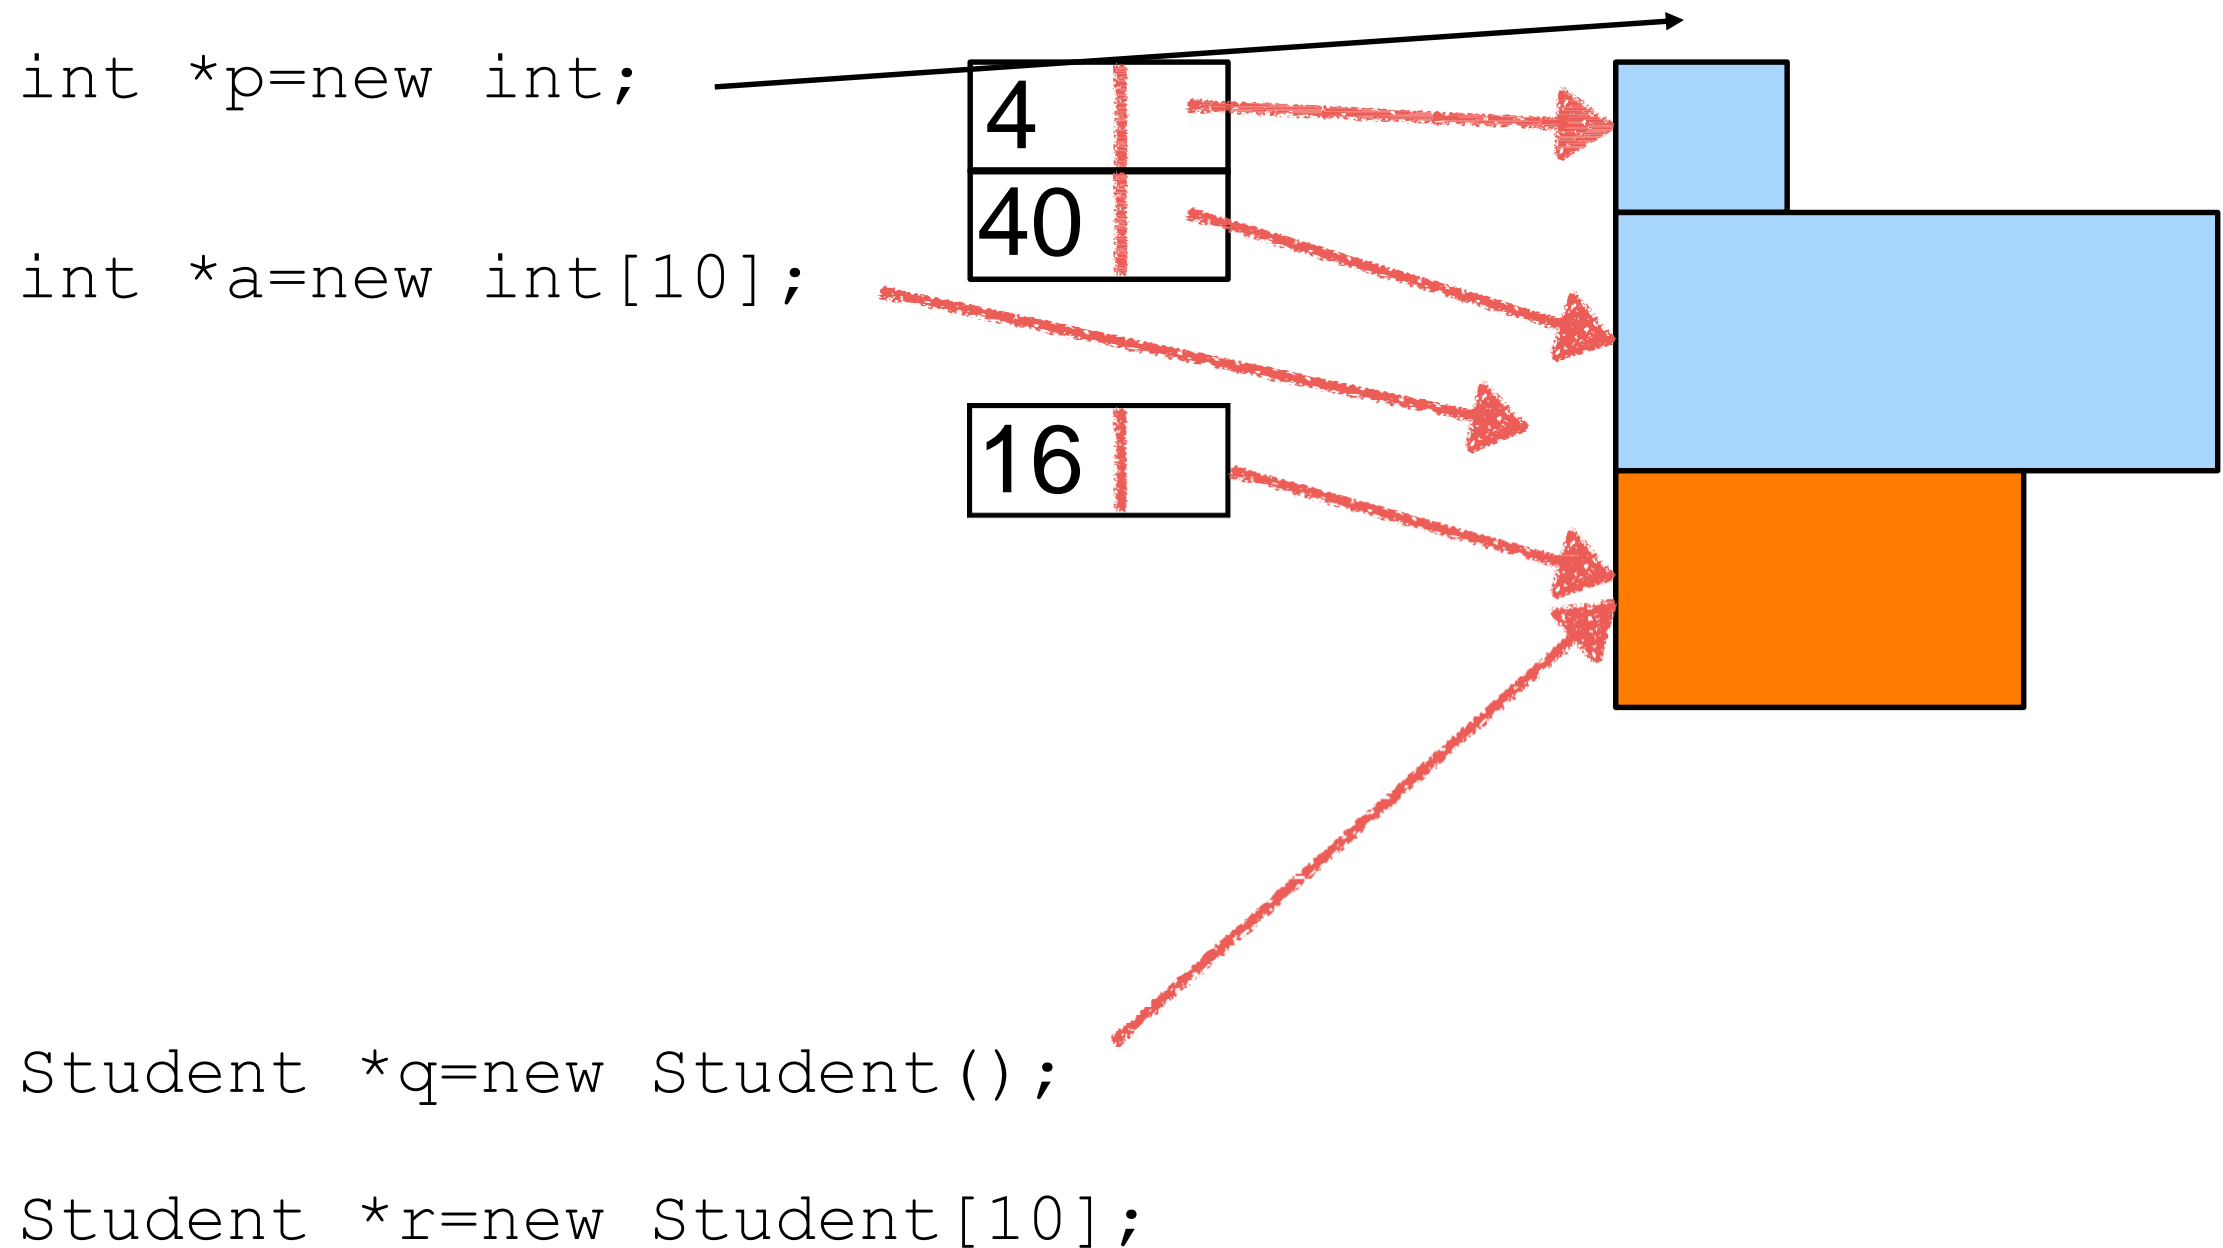 int *p=new int;
4
40
int *a=new int[10];
16
Student *q=new Student();
Student *r=new Student[10];